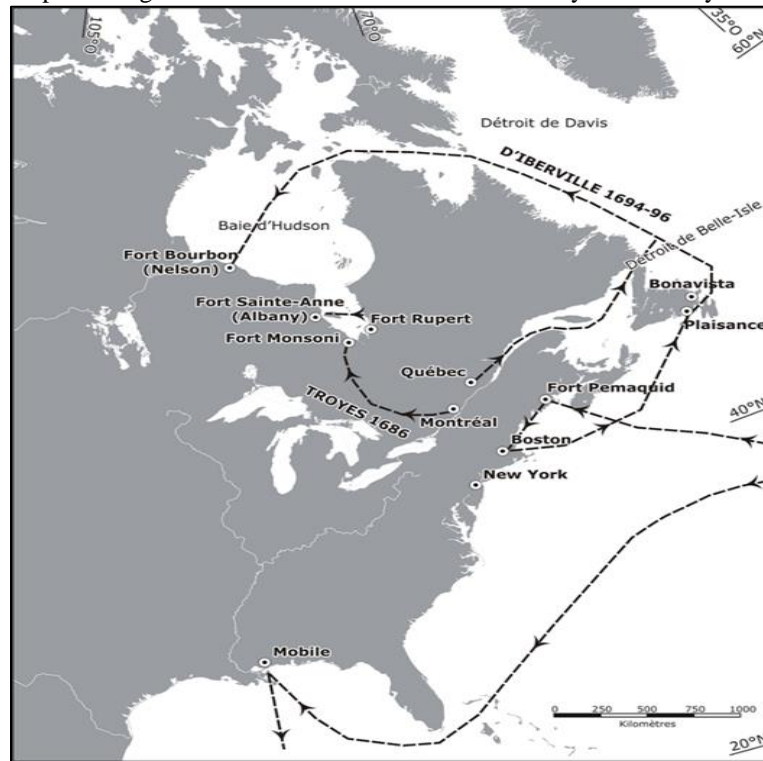 105°O
70°O
35°O
60°N
Détroit de Davis
D'IBERVILLE 1694-96
Détroit de Belle-Isle
Baie d'Hudson
Fort Bourbon
(Nelson)
Bonavista
Fort Sainte-Anne
(Albany)
Fort Rupert
Plaisance
Fort Monsoni
Québec
Fort Pemaquid
TROYES 1686
Montréal
40°N
Boston
New York
Mobile
0 250 500 750 1000
Kilomètres
20°N